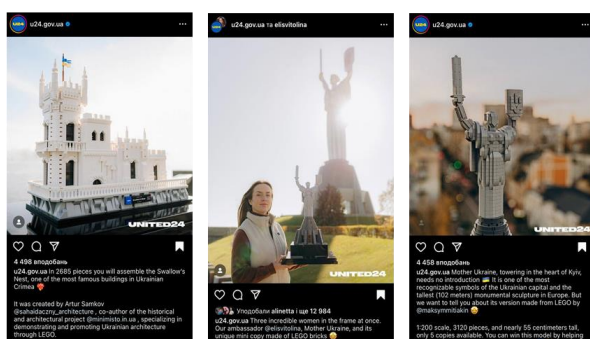 u24.gov.ua
UNITED24
4 498 вподобань
u24.gov.ua In 2685 pieces you will assemble the Swallow's
Nest, one of the most famous buildings in Ukrainian
Crimea
It was created by Artur Samkov
@sahaidaczny_architecture , co-author of the historical
and architectural project @minimisto.in.ua , specializing in
demonstrating and promoting Ukrainian architecture
through LEGO.
u24.gov.ua та elisvitolina
UNITED24
Уподобали alinetta і ще 12 984
u24.gov.ua Three incredible women in the frame at once.
Our ambassador @elisvitolina, Mother Ukraine, and its
unique mini copy made of LEGO bricks
u24.gov.ua
UNITED24
4 458 вподобань
u24.gov.ua Mother Ukraine, towering in the heart of Kyiv,
needs no introduction It is one of the most
recognizable symbols of the Ukrainian capital and the
tallest (102 meters) monumental sculpture in Europe. But
we want to tell you about its version made from LEGO by
@maksymmitiakin
1:200 scale, 3120 pieces, and nearly 55 centimeters tall,
only 5 copies available. You can win this model by helping